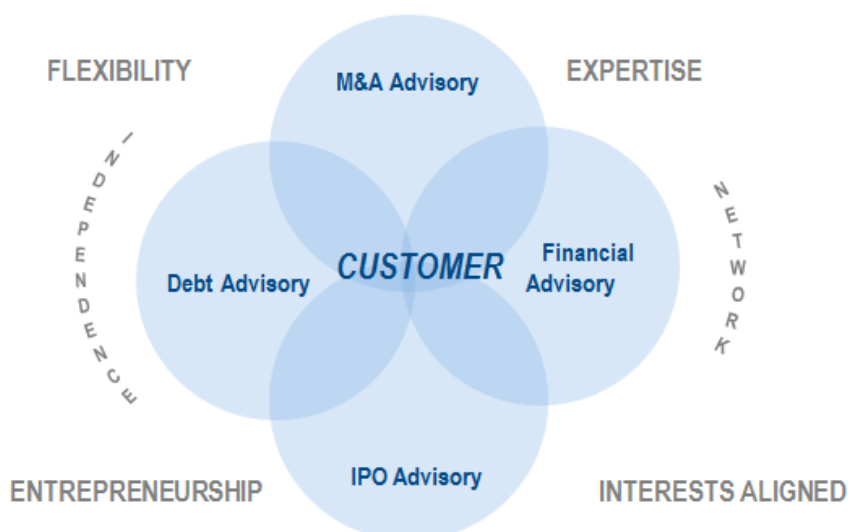 FLEXIBILITY
EXPERTISE
M&A Advisory
INDEPENDENCE
NETWORK
Debt Advisory
CUSTOMER
Financial
Advisory
IPO Advisory
ENTREPRENEURSHIP
INTERESTS ALIGNED